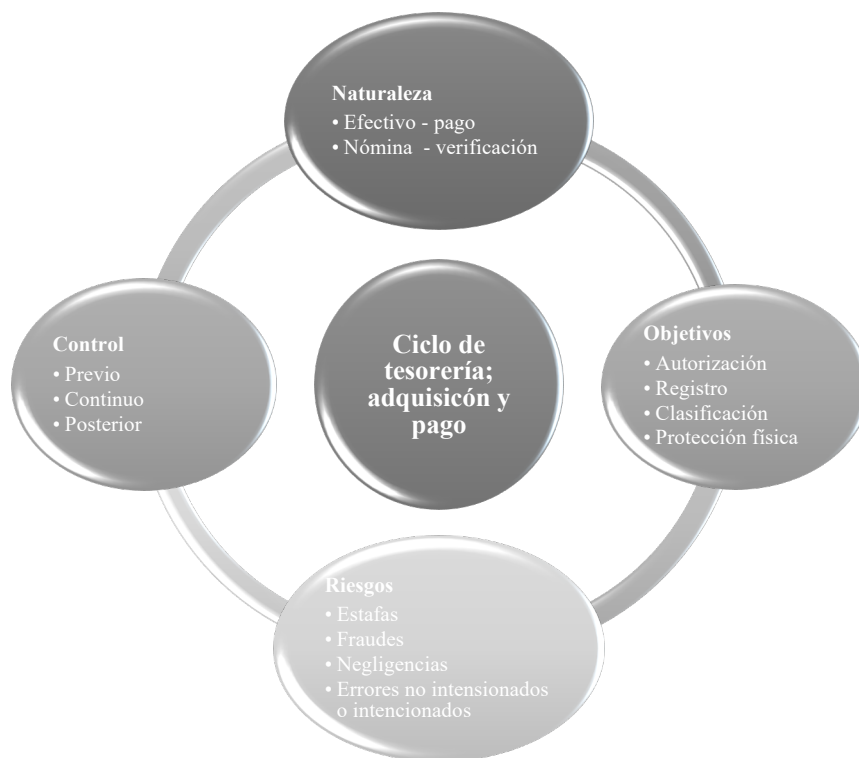 Naturaleza
• Efectivo - pago
• Nómina - verificación
Control
• Previo
• Continuo
• Posterior
Ciclo de
tesorería;
adquisicón y
pago
Objetivos
• Autorización
• Registro
• Clasificación
• Protección física
Riesgos
• Estafas
• Fraudes
• Negligencias
• Errores no intensionados
o intencionados